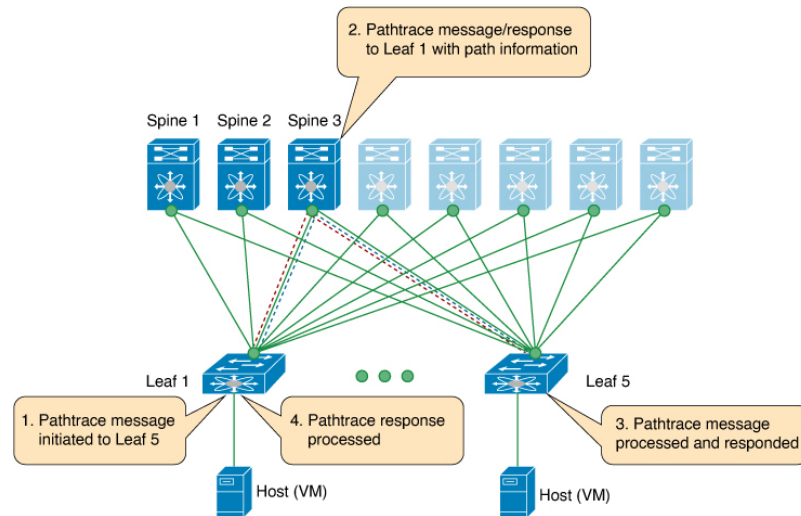 2. Pathtrace message/response
to Leaf 1 with path information
Spine 1 Spine 2 Spine 3
Leaf 1
Leaf 5
1. Pathtrace message
initiated to Leaf 5
4. Pathtrace response
processed
3. Pathtrace message
processed and responded
Host (VM)
Host (VM)